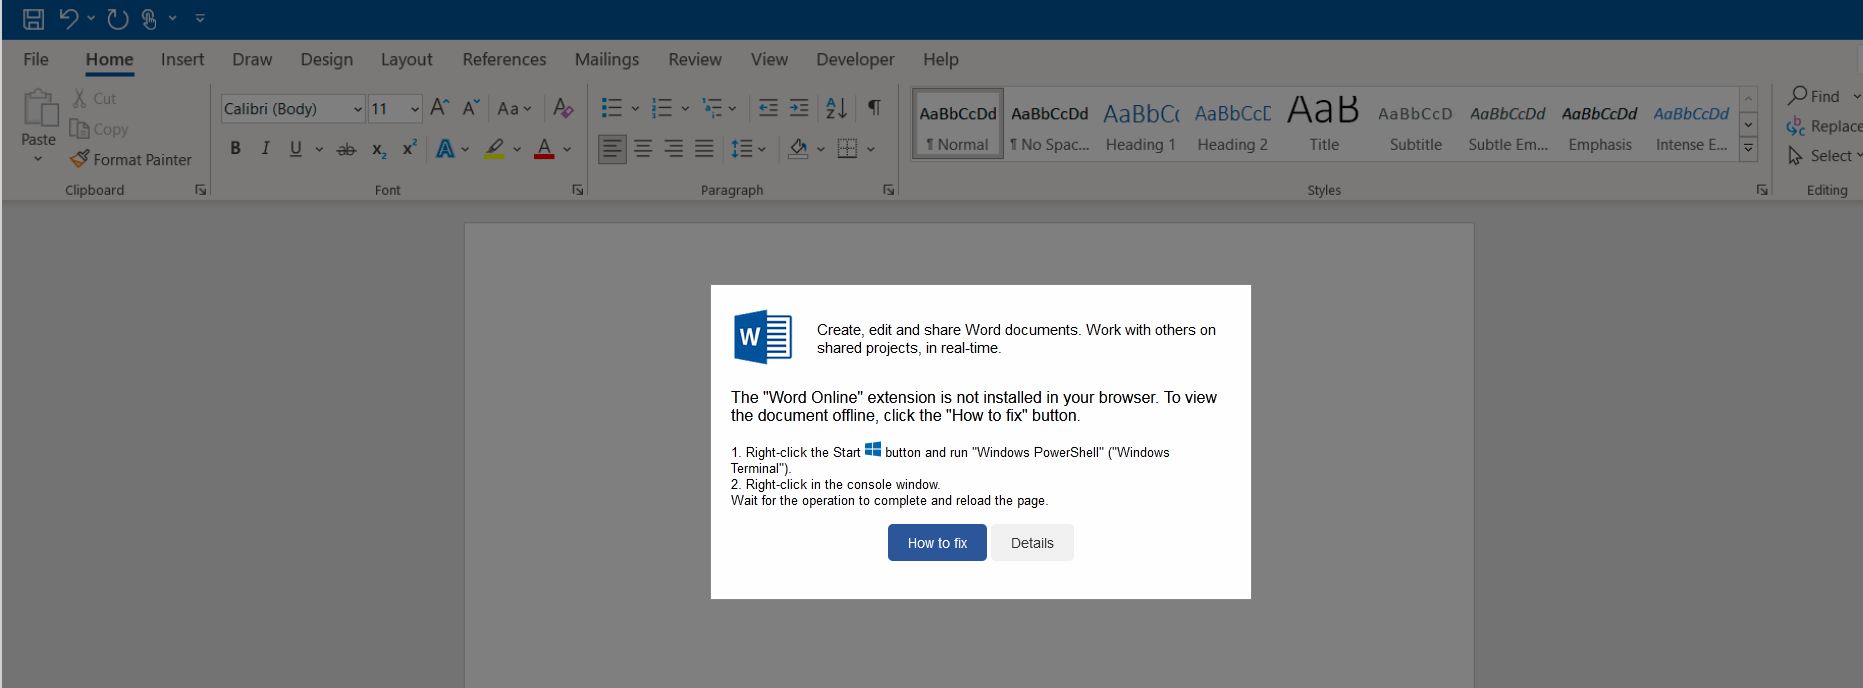 File Home Insert Draw Design Layout References Mailings Review View Developer Help
Paste
Cut
Copy
Format Painter
Clipboard
Calibri (Body) 11 Aa
B I U ab x2 x2 A A
Font
A Z ¶
Paragraph
AaBbCcDd AaBbCcDd AaBbCc AaBbCcC AaB AaBbCcD AaBbCcDd AaBbCcDd AaBbCcDd
¶ Normal ¶ No Spac... Heading 1 Heading 2 Title Subtitle Subtle Em... Emphasis Intense E...
Styles
Find
Replace
Select
Editing
W
Create, edit and share Word documents. Work with others on
shared projects, in real-time.
The "Word Online" extension is not installed in your browser. To view
the document offline, click the "How to fix" button.
1. Right-click the Start button and run "Windows PowerShell" ("Windows
Terminal").
2. Right-click in the console window.
Wait for the operation to complete and reload the page.
How to fix Details